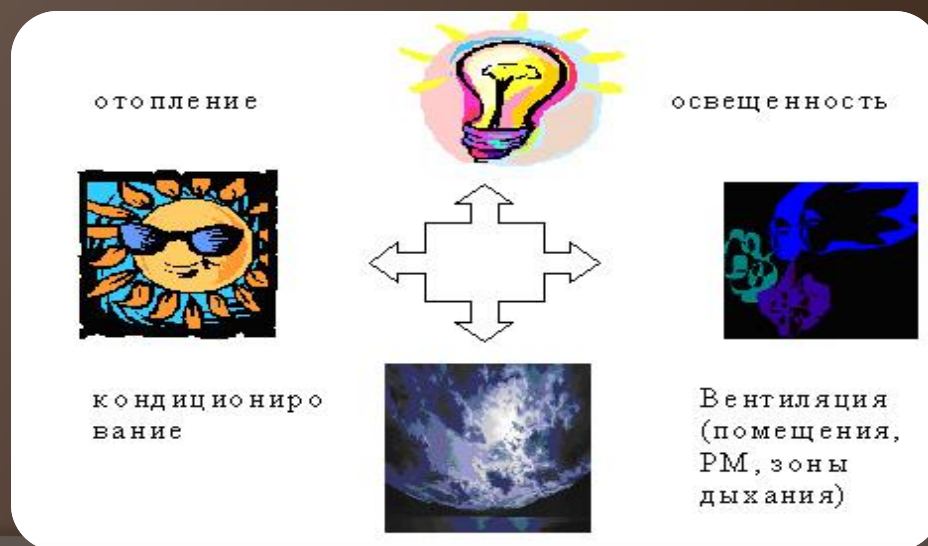 отопление
освещенность
кондициониро
вание
Вентиляция
(помещения,
РМ, зоны
дыхания)